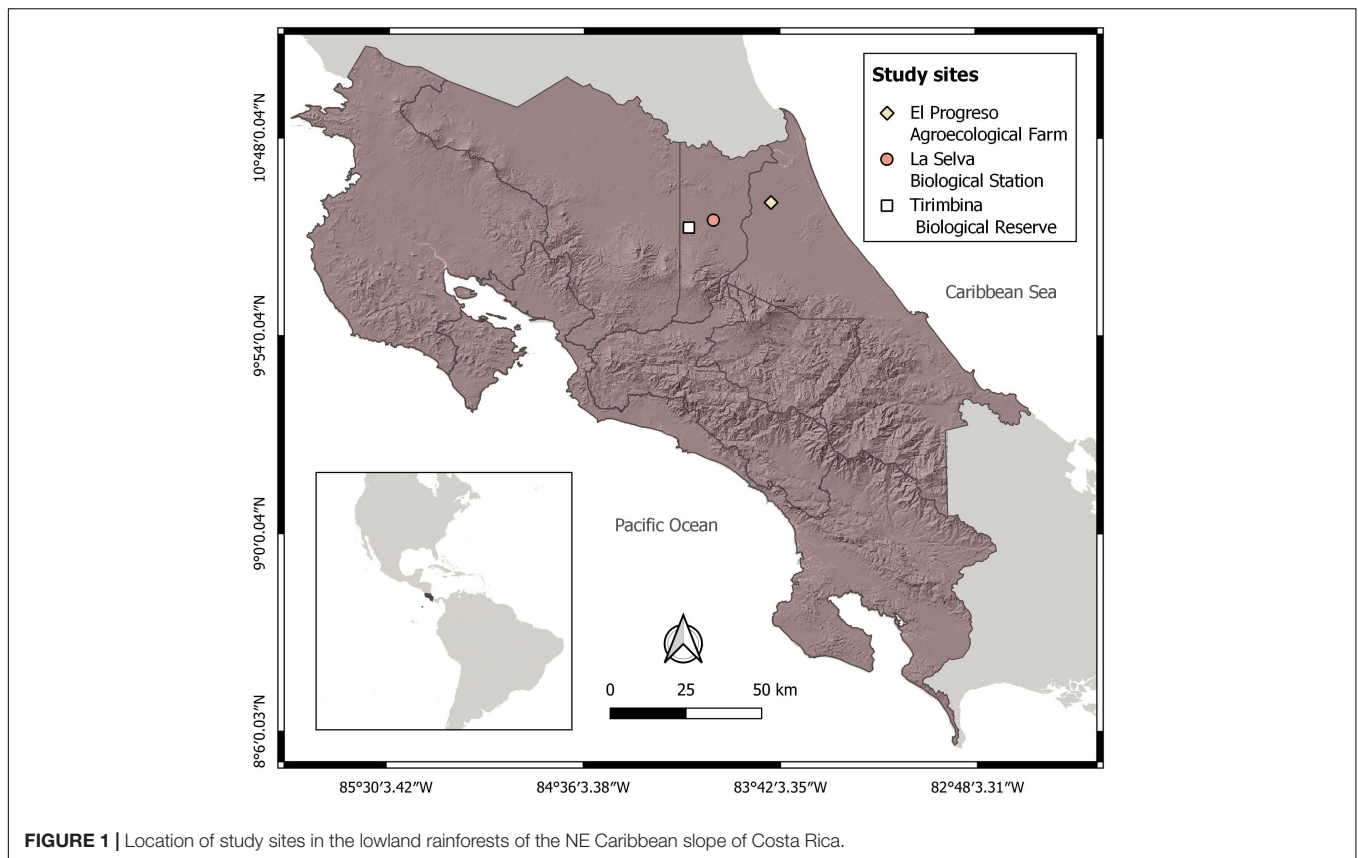 Study sites
El Progreso
Agroecological Farm
La Selva
Biological Station
Tirimbina
Biological Reserve
10°48′0.04″N
9°54′0.04″N
9°0′0.04″N
8°6′0.03″N
Caribbean Sea
Pacific Ocean
0 25 50 km
85°30′3.42″W 84°36′3.38″W 83°42′3.35″W 82°48′3.31″W
FIGURE 1 | Location of study sites in the lowland rainforests of the NE Caribbean slope of Costa Rica.